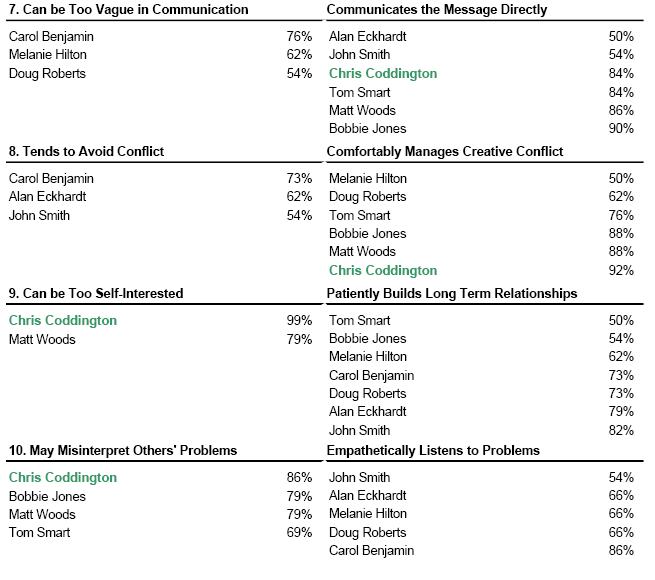 7. Can be Too Vague in Communication
Carol Benjamin 76%
Melanie Hilton 62%
Doug Roberts 54%
Communicates the Message Directly
Alan Eckhardt 50%
John Smith 54%
Chris Coddington 84%
Tom Smart 84%
Matt Woods 86%
Bobbie Jones 90%
8. Tends to Avoid Conflict
Carol Benjamin 73%
Alan Eckhardt 62%
John Smith 54%
Comfortably Manages Creative Conflict
Melanie Hilton 50%
Doug Roberts 62%
Tom Smart 76%
Bobbie Jones 88%
Matt Woods 88%
Chris Coddington 92%
9. Can be Too Self-Interested
Chris Coddington 99%
Matt Woods 79%
Patiently Builds Long Term Relationships
Tom Smart 50%
Bobbie Jones 54%
Melanie Hilton 62%
Carol Benjamin 73%
Doug Roberts 73%
Alan Eckhardt 79%
John Smith 82%
10. May Misinterpret Others' Problems
Chris Coddington 86%
Bobbie Jones 79%
Matt Woods 79%
Tom Smart 69%
Empathetically Listens to Problems
John Smith 54%
Alan Eckhardt 66%
Melanie Hilton 66%
Doug Roberts 66%
Carol Benjamin 86%